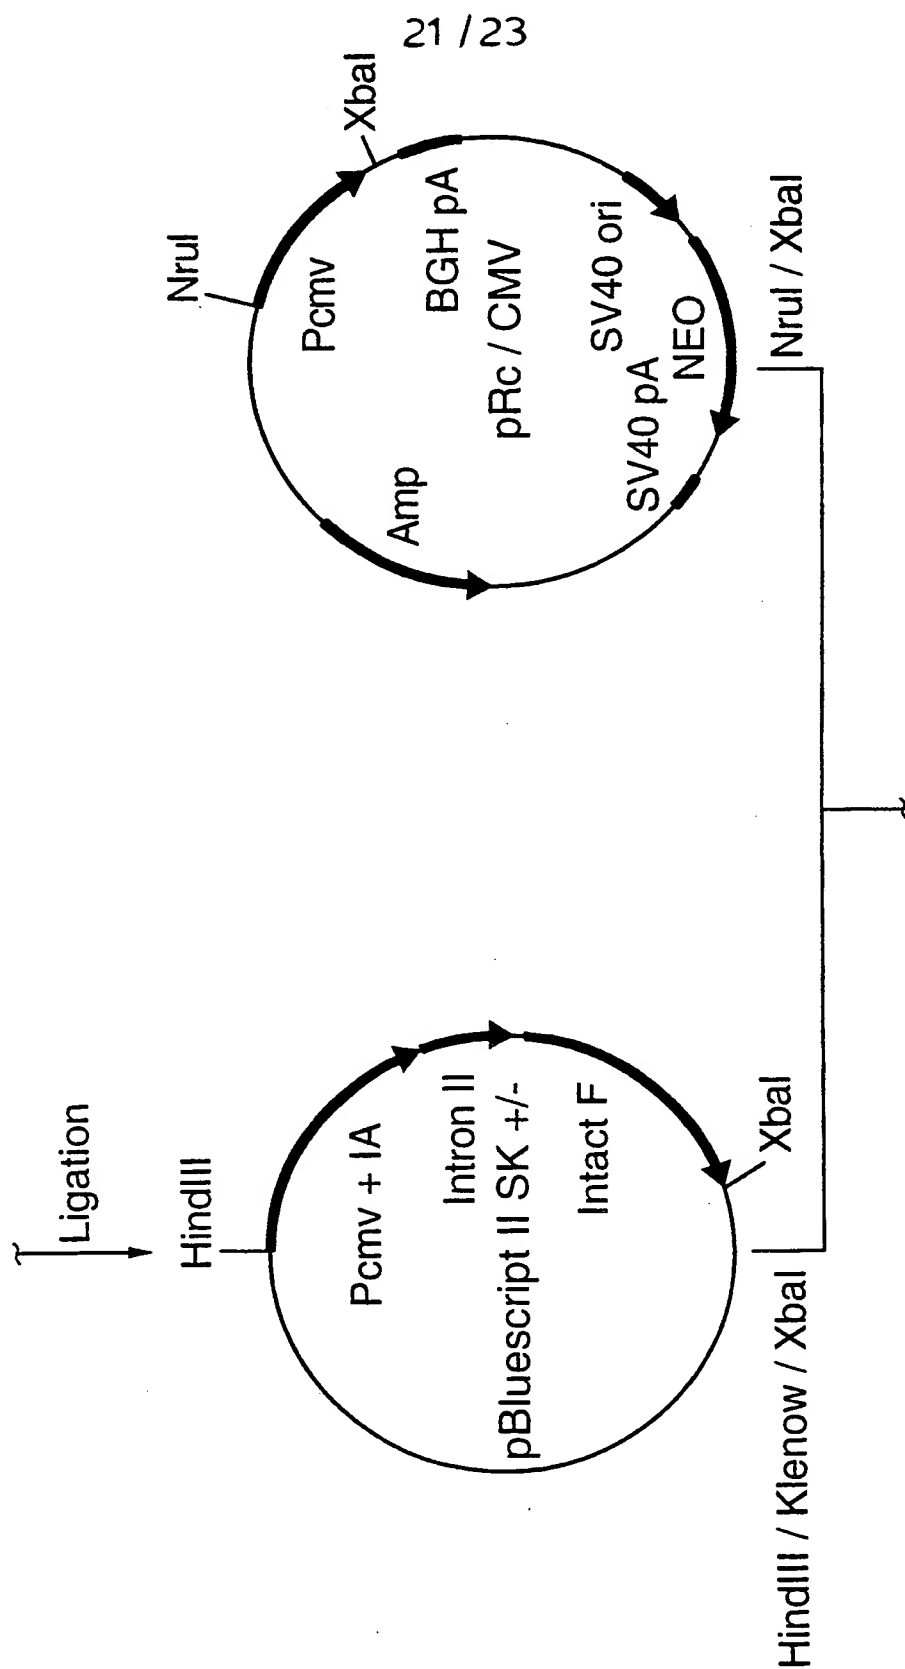 21 / 23
Ligation
HindIII
Pcmv + IA
Intron II
pBluescript II SK +/-
Intact F
XbaI
HindIII / Klenow / XbaI
NruI
Pcmv
XbaI
BGH pA
pRc / CMV
Amp
SV40 ori
SV40 pA
NEO
NruI / XbaI